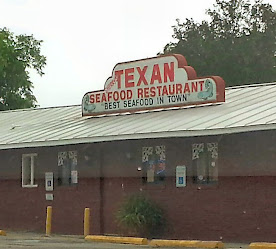 TEXAN
SEAFOOD RESTAURANT
"BEST SEAFOOD IN TOWN"